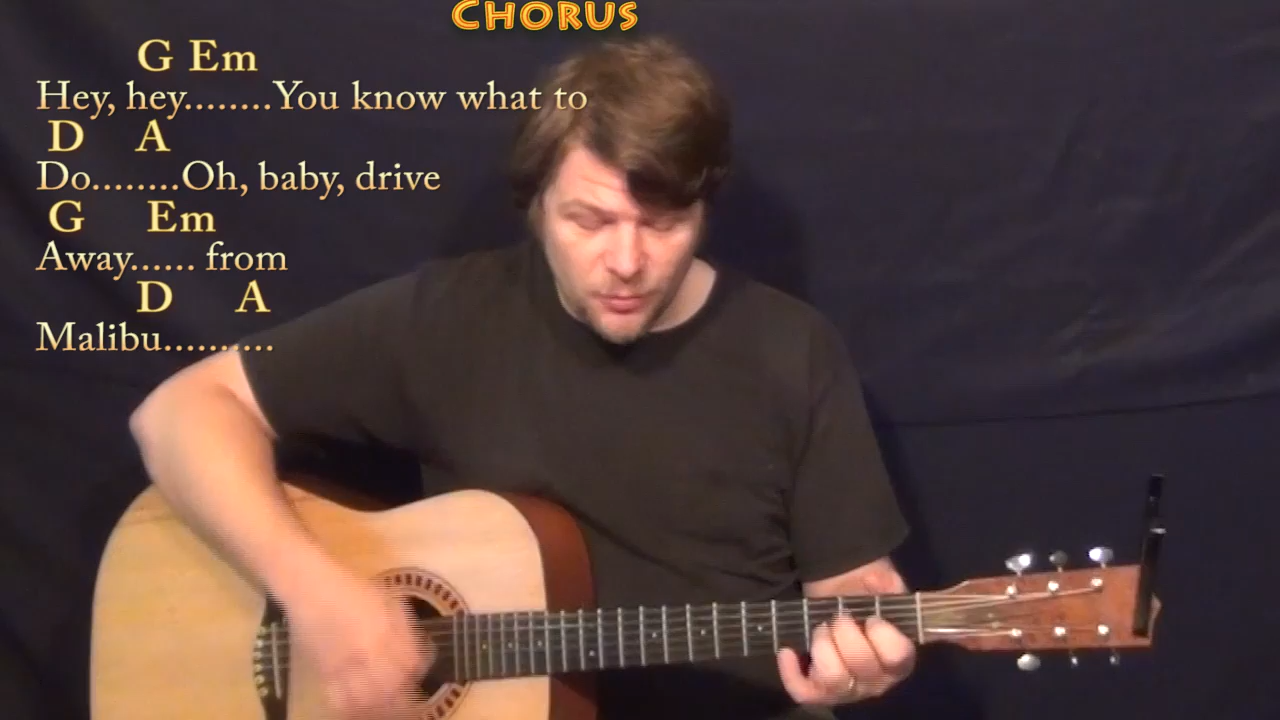 CHORUS
G Em
Hey, hey........You know what to
D A
Do........Oh, baby, drive
G Em
Away...... from
D A
Malibu..........